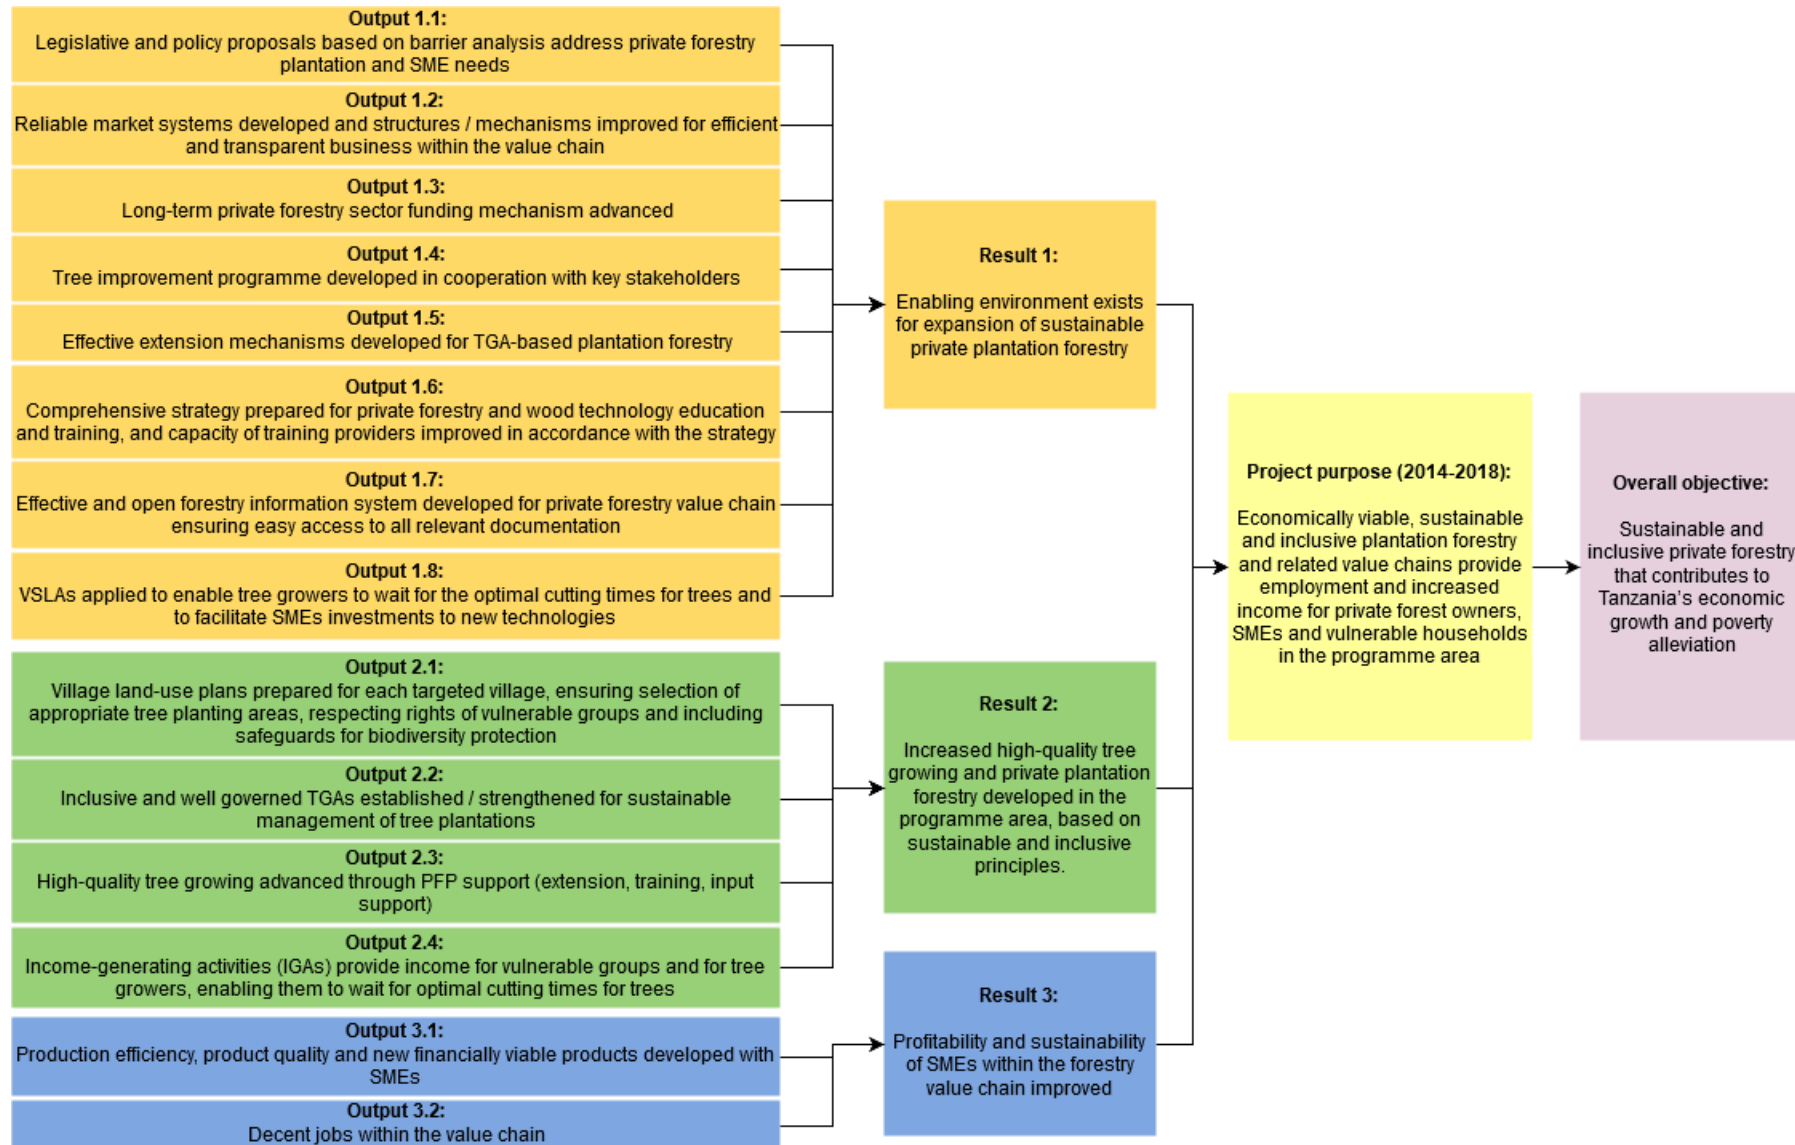 Output 1.1:
Legislative and policy proposals based on barrier analysis address private forestry
plantation and SME needs
Output 1.2:
Reliable market systems developed and structures / mechanisms improved for efficient
and transparent business within the value chain
Output 1.3:
Long-term private forestry sector funding mechanism advanced
Output 1.4:
Tree improvement programme developed in cooperation with key stakeholders
Output 1.5:
Effective extension mechanisms developed for TGA-based plantation forestry
Output 1.6:
Comprehensive strategy prepared for private forestry and wood technology education
and training, and capacity of training providers improved in accordance with the strategy
Output 1.7:
Effective and open forestry information system developed for private forestry value chain
ensuring easy access to all relevant documentation
Output 1.8:
VSLAs applied to enable tree growers to wait for the optimal cutting times for trees and
to facilitate SMEs investments to new technologies
Output 2.1:
Village land-use plans prepared for each targeted village, ensuring selection of
appropriate tree planting areas, respecting rights of vulnerable groups and including
safeguards for biodiversity protection
Output 2.2:
Inclusive and well governed TGAs established / strengthened for sustainable
management of tree plantations
Output 2.3:
High-quality tree growing advanced through PFP support (extension, training, input
support)
Output 2.4:
Income-generating activities (IGAs) provide income for vulnerable groups and for tree
growers, enabling them to wait for optimal cutting times for trees
Output 3.1:
Production efficiency, product quality and new financially viable products developed with
SMEs
Output 3.2:
Decent jobs within the value chain
Result 1:
Enabling environment exists
for expansion of sustainable
private plantation forestry
Result 2:
Increased high-quality tree
growing and private plantation
forestry developed in the
programme area, based on
sustainable and inclusive
principles.
Result 3:
Profitability and sustainability
of SMEs within the forestry
value chain improved
Project purpose (2014-2018):
Economically viable, sustainable
and inclusive plantation forestry
and related value chains provide
employment and increased
income for private forest owners,
SMEs and vulnerable households
in the programme area
Overall objective:
Sustainable and
inclusive private forestry
that contributes to
Tanzania's economic
growth and poverty
alleviation